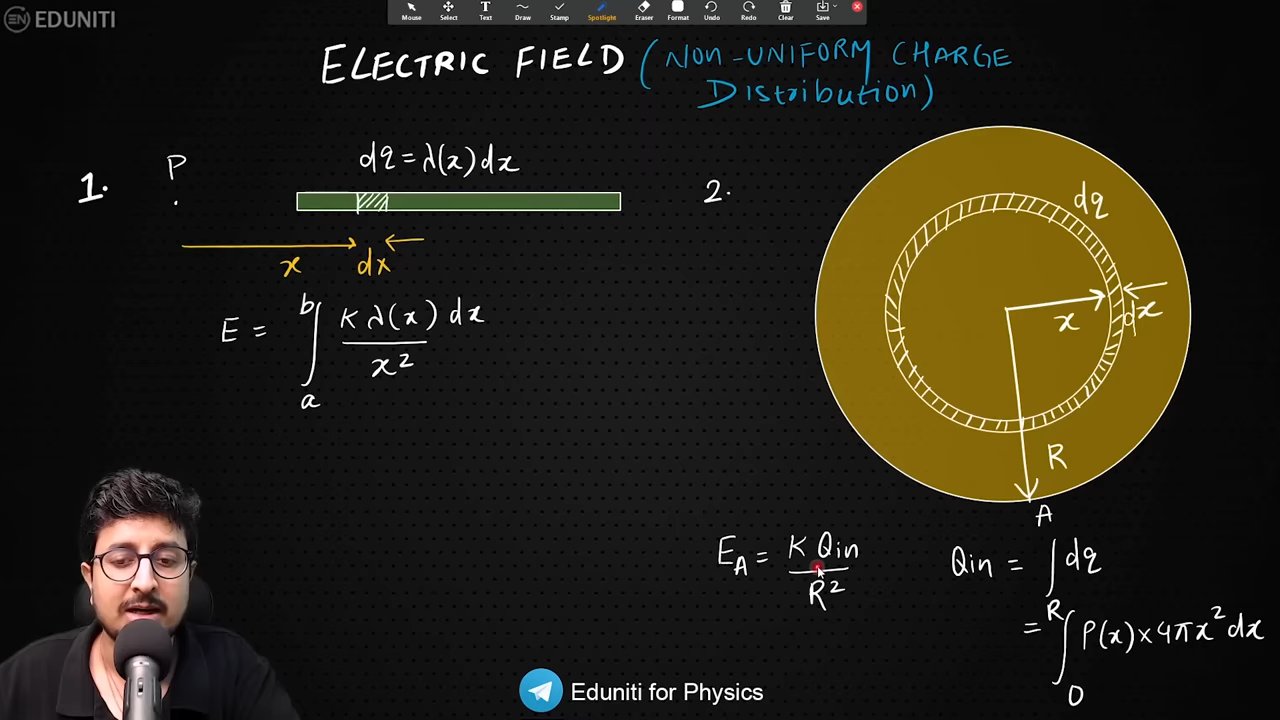 EN EDUNITI
Mouse Select Text Draw Stamp Spotlight Eraser Format Undo Redo Clear Save
ELECTRIC FIELD (NON-UNIFORM CHARGE
Distribution)
1.
P
dq = λ(x) dx
x dx
E = ∫ₐᵇ K λ(x) dx / x²
2.
dq
x dx
R
A
E_A = K Qin / R²
Qin = ∫ dq
= ∫₀ᴿ ρ(x) × 4πx² dx
Eduniti for Physics